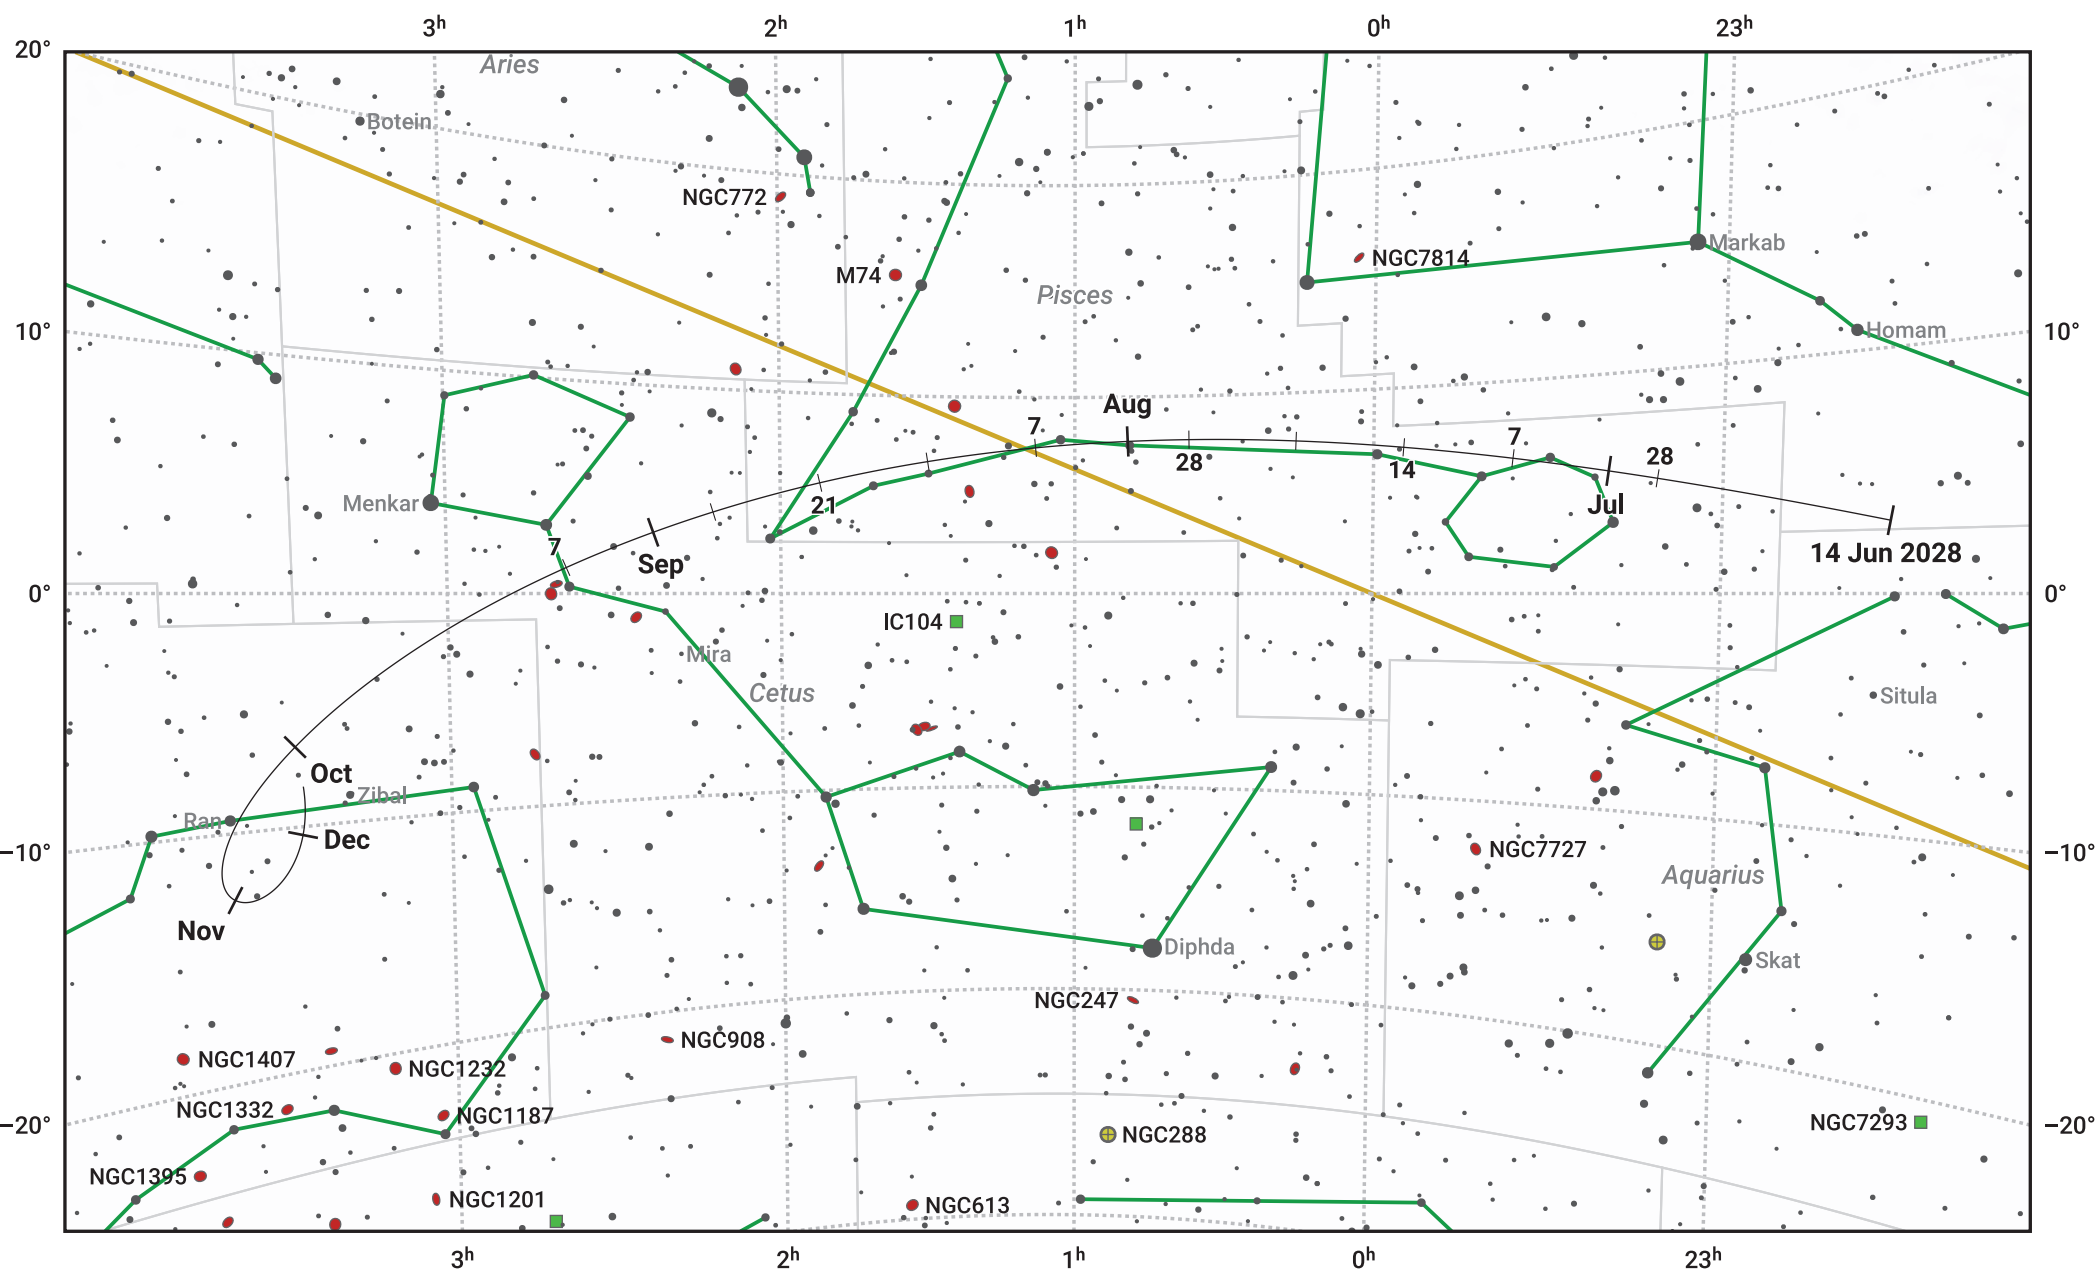 3h 2h 1h 0h 23h
20°
Aries
Botein
NGC772
Markab
NGC7814
M74
Pisces
10° Homam 10°
Aug
7 7
28 14 28
Menkar 21 Jul
7 Sep 14 Jun 2028
0° 0°
IC104
Mira
Cetus Situla
Oct
Zibal
Ran
Dec
−10° NGC7727 −10°
Aquarius
Nov
Diphda Skat
NGC247
NGC908
NGC1407 NGC1232
NGC1332 NGC1187
−20° NGC288 NGC7293 −20°
NGC1395
NGC1201 NGC613
3h 2h 1h 0h 23h